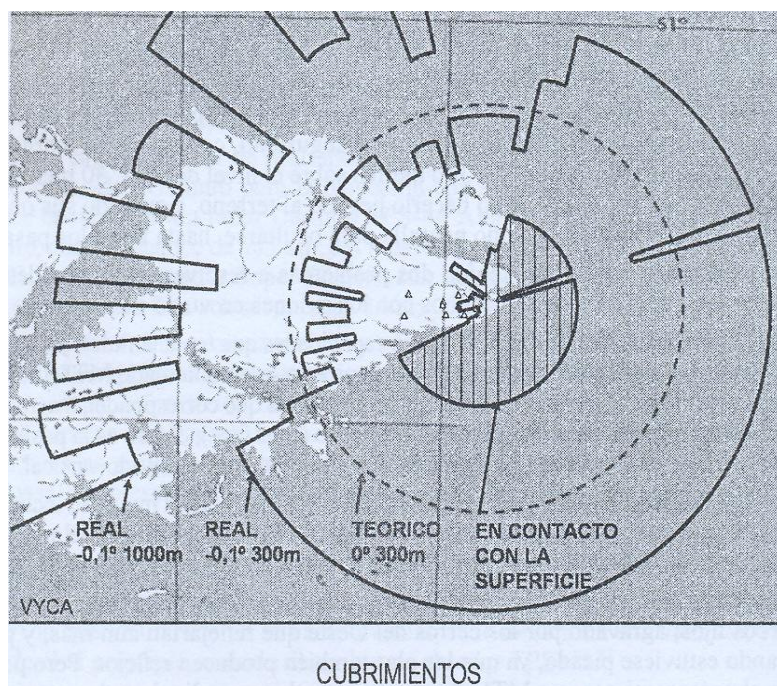 51°
REAL
-0,1° 1000m
REAL
-0,1° 300m
TEORICO
0° 300m
EN CONTACTO
CON LA
SUPERFICIE
VYCA
CUBRIMIENTOS